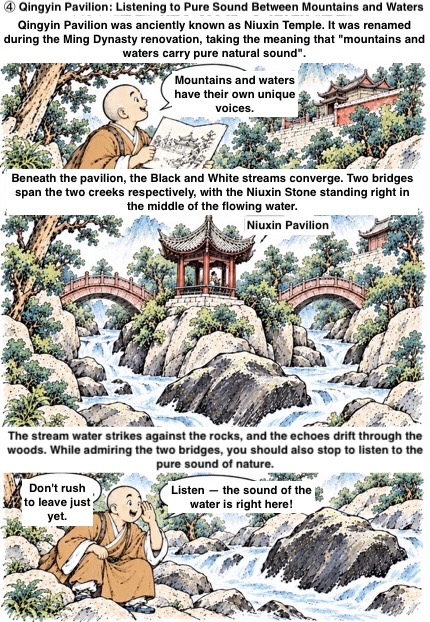 ④ Qingyin Pavilion: Listening to Pure Sound Between Mountains and Waters
Qingyin Pavilion was anciently known as Niuxin Temple. It was renamed
during the Ming Dynasty renovation, taking the meaning that "mountains and
waters carry pure natural sound".
Mountains and waters
have their own unique
voices.
Beneath the pavilion, the Black and White streams converge. Two bridges
span the two creeks respectively, with the Niuxin Stone standing right in
the middle of the flowing water.
Niuxin Pavilion
The stream water strikes against the rocks, and the echoes drift through the
woods. While admiring the two bridges, you should also stop to listen to the
pure sound of nature.
Don't rush
to leave just
yet.
Listen — the sound of the
water is right here!